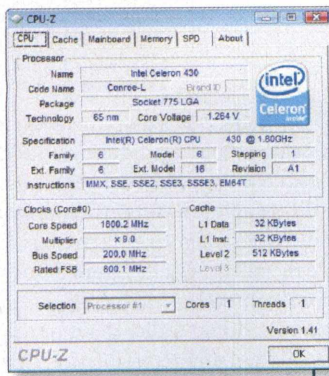 CPU-Z
CPU Cache Mainboard Memory SPD About
Processor
Name Intel Celeron 430
Code Name Conroe-L Brand ID
Package Socket 775 LGA
Technology 65 nm Core Voltage 1.264 V
intel
Celeron
Specification Intel(R) Celeron(R) CPU 430 @ 1.80GHz
Family 6 Model 6 Stepping 1
Ext. Family 6 Ext. Model 16 Revision A1
Instructions MMX, SSE, SSE2, SSE3, SSSE3, EM64T
Clocks (Core#0)
Core Speed 1800.2 MHz
Multiplier x 9.0
Bus Speed 200.0 MHz
Rated FSB 800.1 MHz
Cache
L1 Data 32 KBytes
L1 Inst. 32 KBytes
Level 2 512 KBytes
Level 3
Selection Processor #1 Cores 1 Threads 1
Version 1.41
CPU-Z OK